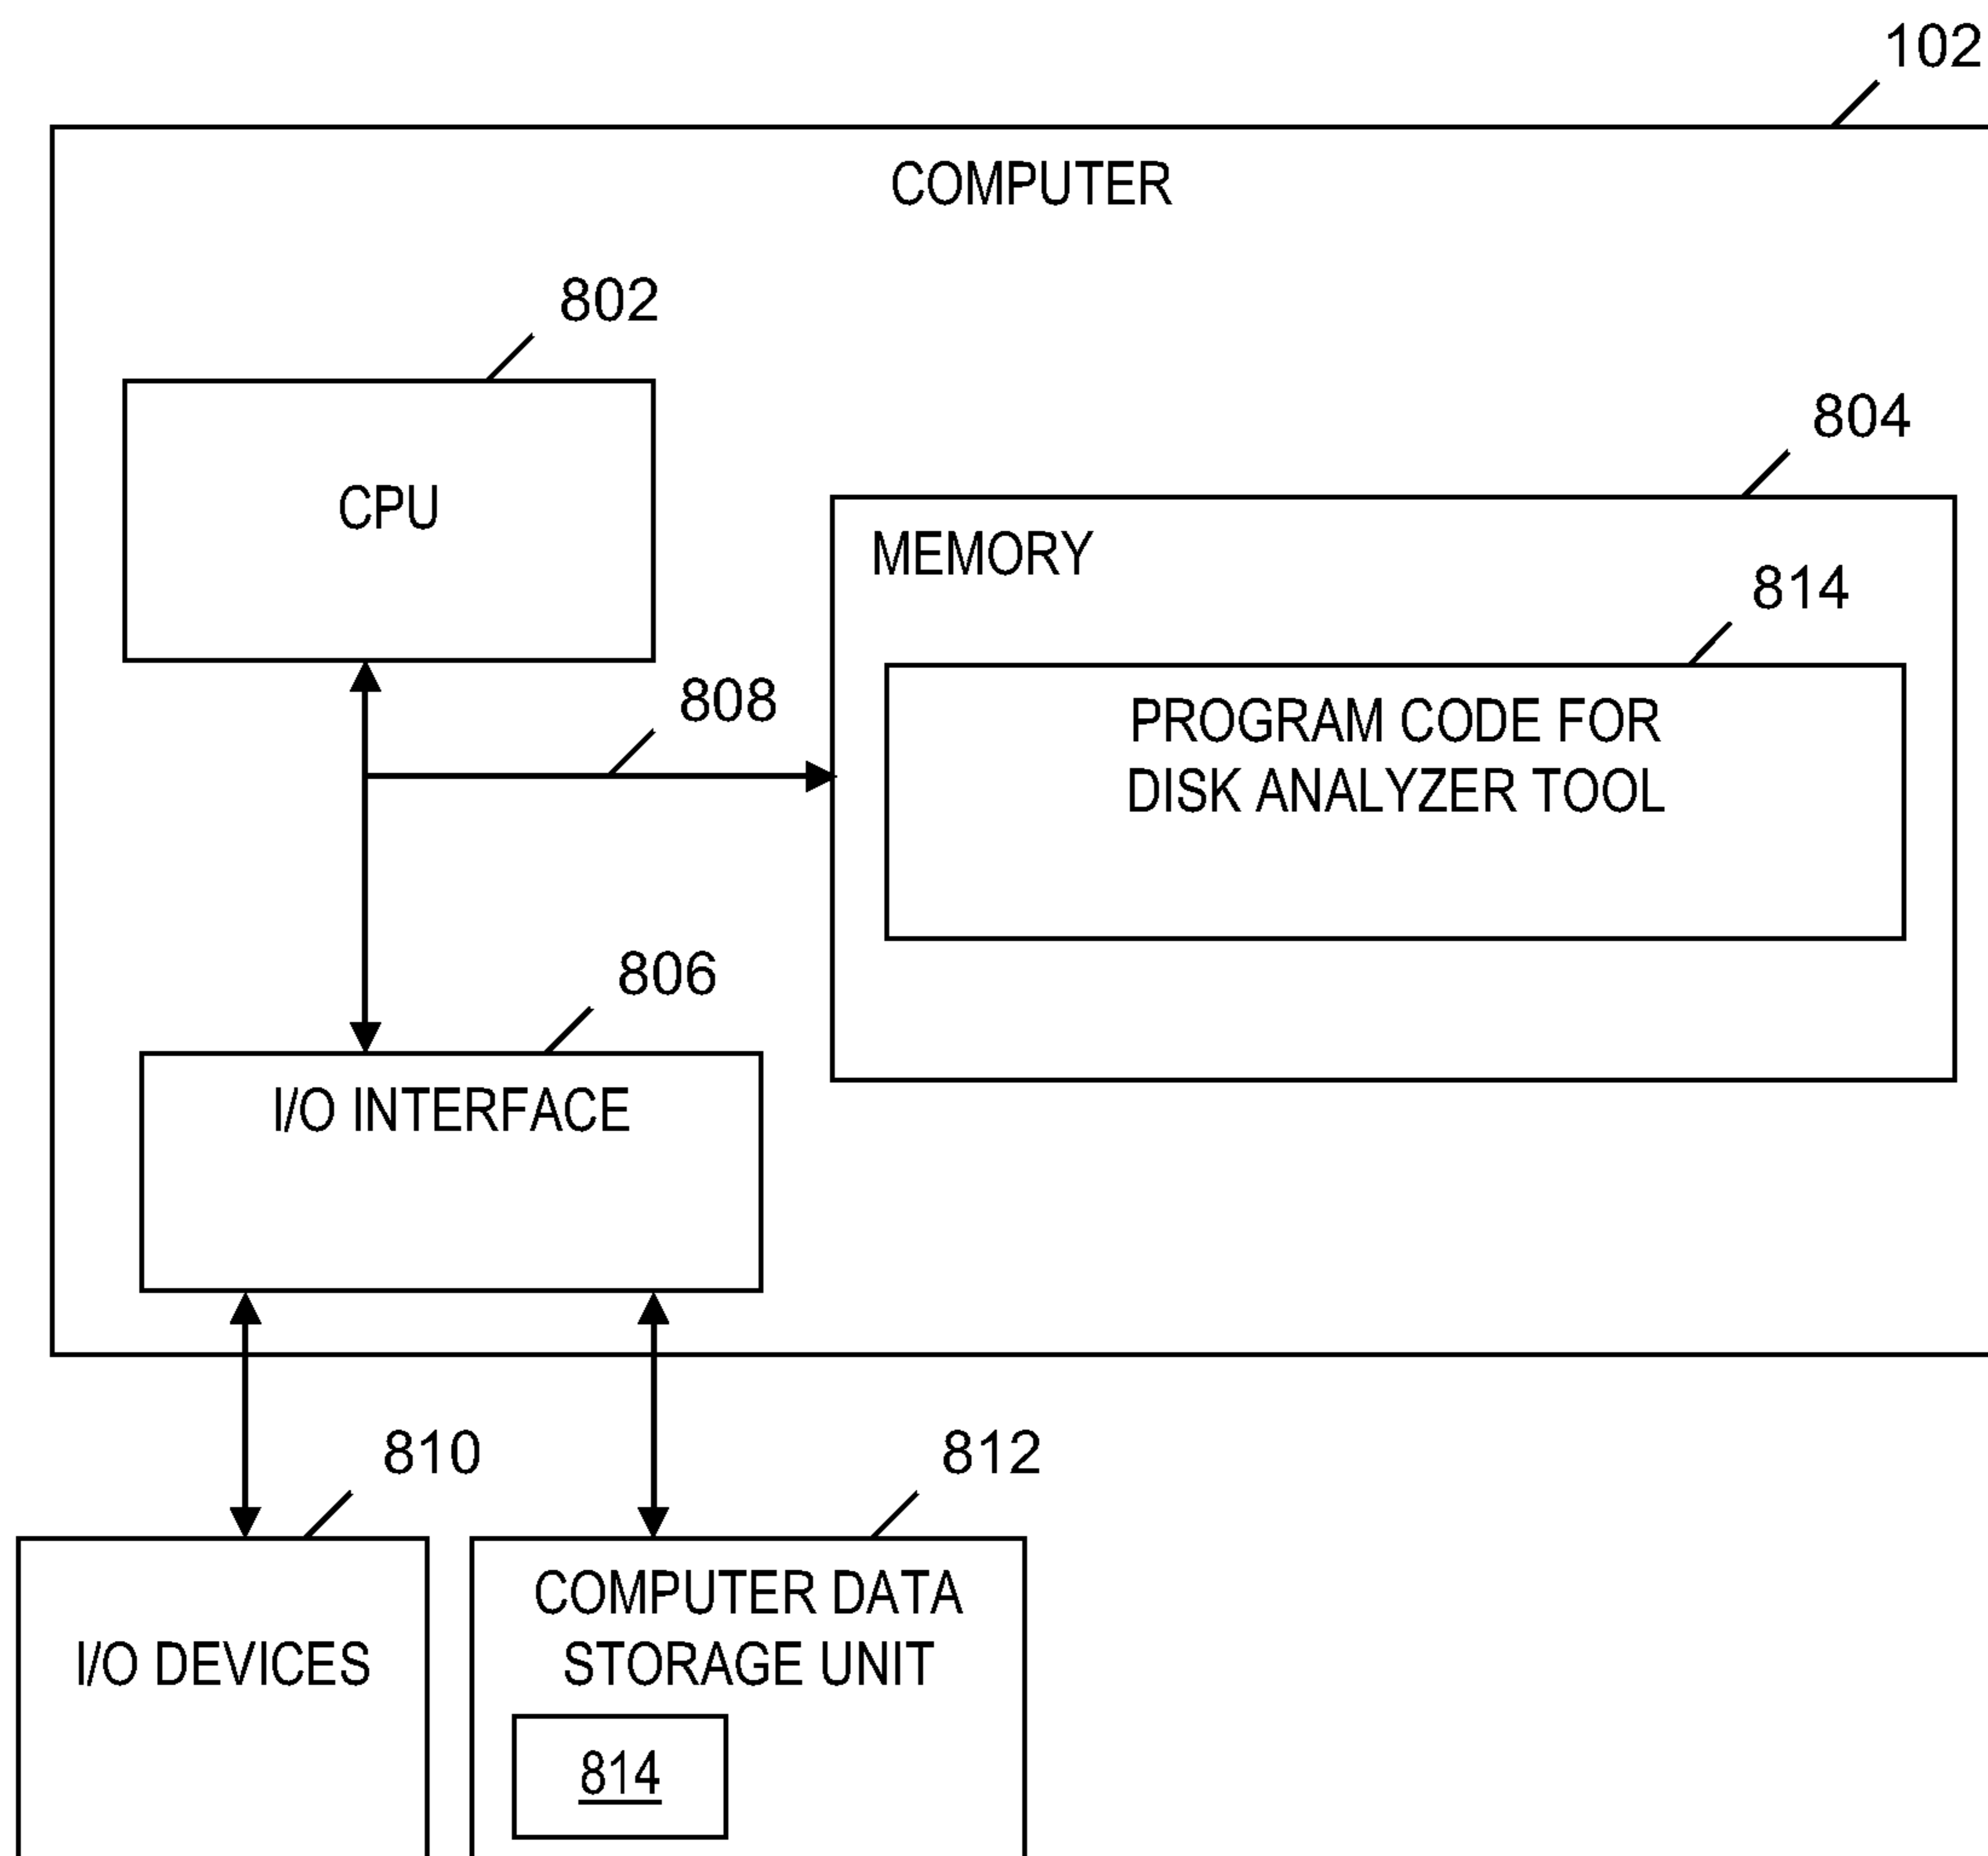 102
COMPUTER
802
CPU
804
MEMORY
814
PROGRAM CODE FOR
DISK ANALYZER TOOL
808
806
I/O INTERFACE
810
I/O DEVICES
812
COMPUTER DATA
STORAGE UNIT
814